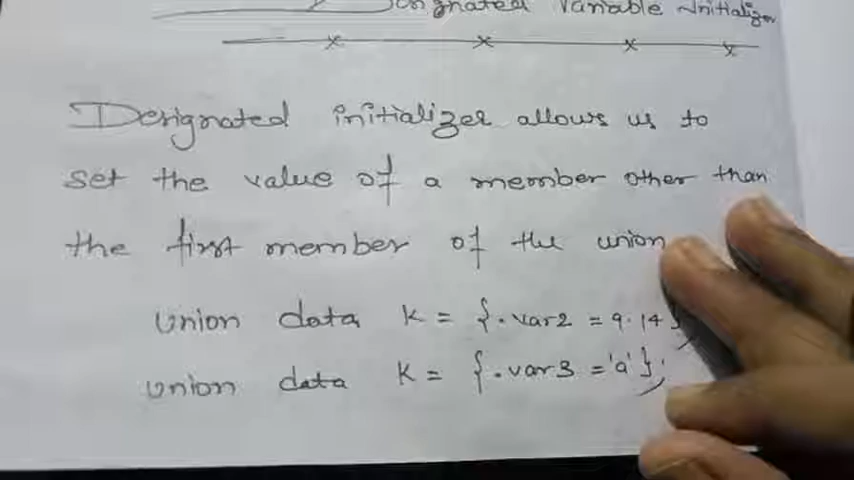 Designated Variable Initializer
Designated initializer allows us to
set the value of a member other than
the first member of the union
union data k = {.var2 = 9.14};
union data k = {.var3 = 'a'};